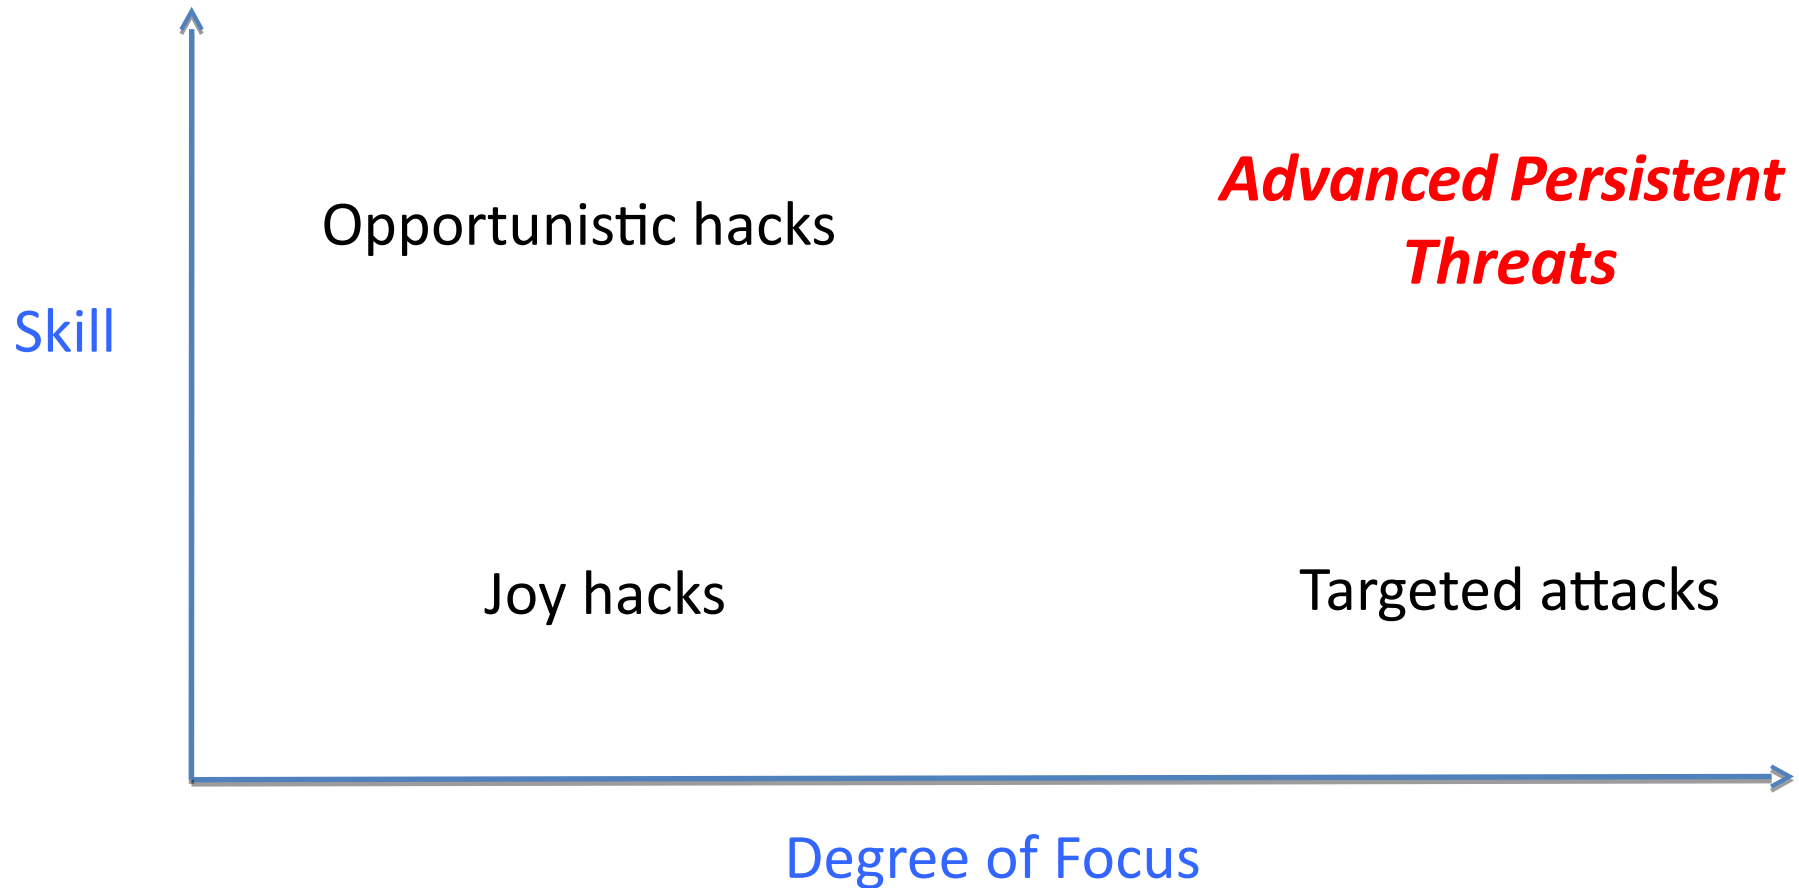 Opportunistic hacks
Advanced Persistent
Threats
Skill
Joy hacks
Targeted attacks
Degree of Focus